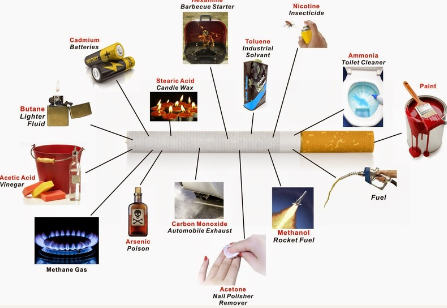 Hexamine
Barbecue Starter
Nicotine
Insecticide
Cadmium
Batteries
Toluene
Industrial
Solvent
Ammonia
Toilet Cleaner
Stearic Acid
Candle Wax
Paint
Butane
Lighter
Fluid
Acetic Acid
Vinegar
Fuel
Arsenic
Poison
Carbon Monoxide
Automobile Exhaust
Methanol
Rocket Fuel
Methane Gas
Acetone
Nail Polisher
Remover